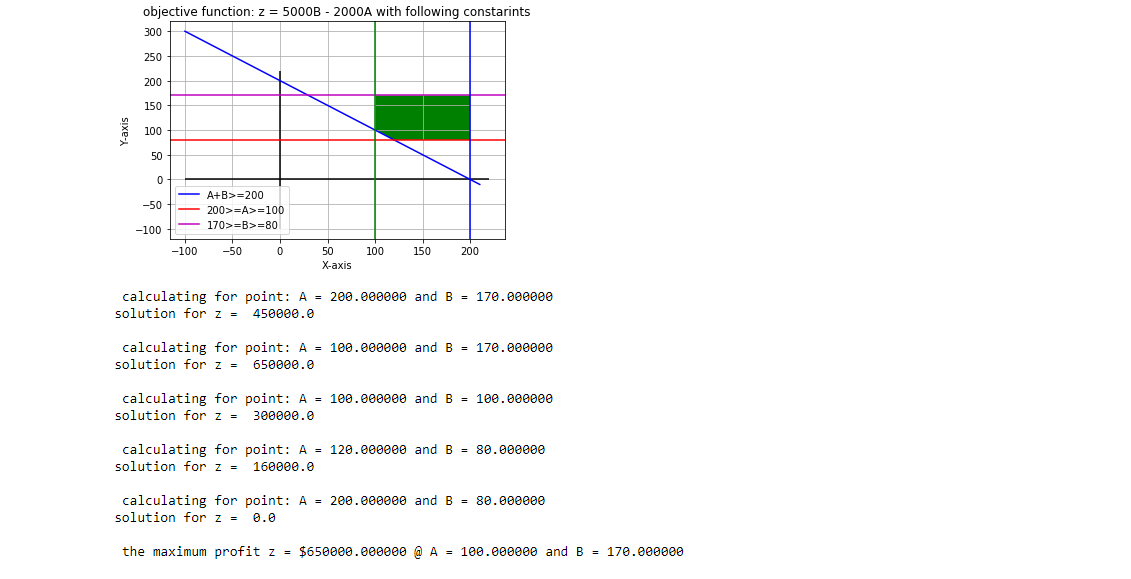 objective function: z = 5000B - 2000A with following constarints
300
250
200
150
100
50
0
−50
−100
Y-axis
A+B>=200
200>=A>=100
170>=B>=80
−100 −50 0 50 100 150 200
X-axis
calculating for point: A = 200.000000 and B = 170.000000
solution for z = 450000.0
calculating for point: A = 100.000000 and B = 170.000000
solution for z = 650000.0
calculating for point: A = 100.000000 and B = 100.000000
solution for z = 300000.0
calculating for point: A = 120.000000 and B = 80.000000
solution for z = 160000.0
calculating for point: A = 200.000000 and B = 80.000000
solution for z = 0.0
the maximum profit z = $650000.000000 @ A = 100.000000 and B = 170.000000